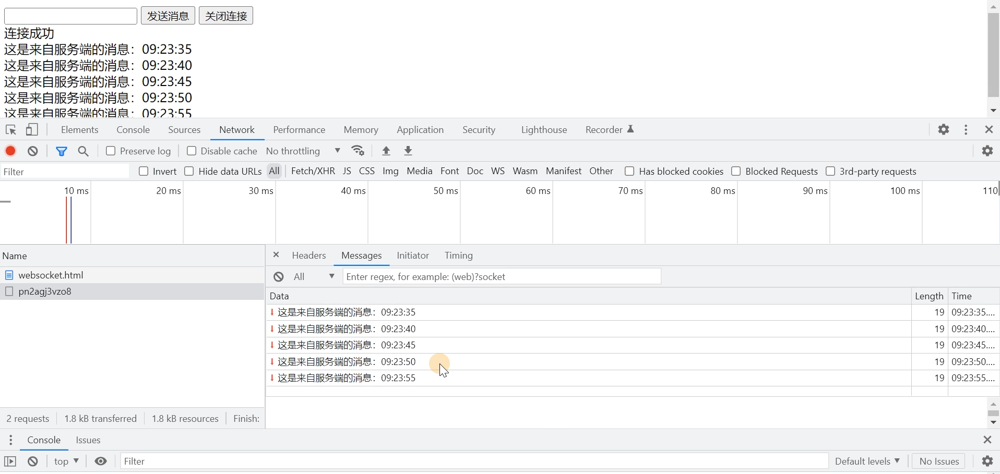 发送消息 关闭连接
连接成功
这是来自服务端的消息：09:23:35
这是来自服务端的消息：09:23:40
这是来自服务端的消息：09:23:45
这是来自服务端的消息：09:23:50
这是来自服务端的消息：09:23:55
Elements Console Sources Network Performance Memory Application Security Lighthouse Recorder
Preserve log Disable cache No throttling
Filter Invert Hide data URLs All Fetch/XHR JS CSS Img Media Font Doc WS Wasm Manifest Other Has blocked cookies Blocked Requests 3rd-party requests
10 ms 20 ms 30 ms 40 ms 50 ms 60 ms 70 ms 80 ms 90 ms 100 ms 110
Name
websocket.html
pn2agj3vzo8
2 requests 1.8 kB transferred 1.8 kB resources Finish:
Headers Messages Initiator Timing
All Enter regex, for example: (web)?socket
Data Length Time
这是来自服务端的消息：09:23:35 19 09:23:35....
这是来自服务端的消息：09:23:40 19 09:23:40....
这是来自服务端的消息：09:23:45 19 09:23:45....
这是来自服务端的消息：09:23:50 19 09:23:50....
这是来自服务端的消息：09:23:55 19 09:23:55....
Console Issues
top Filter Default levels No Issues